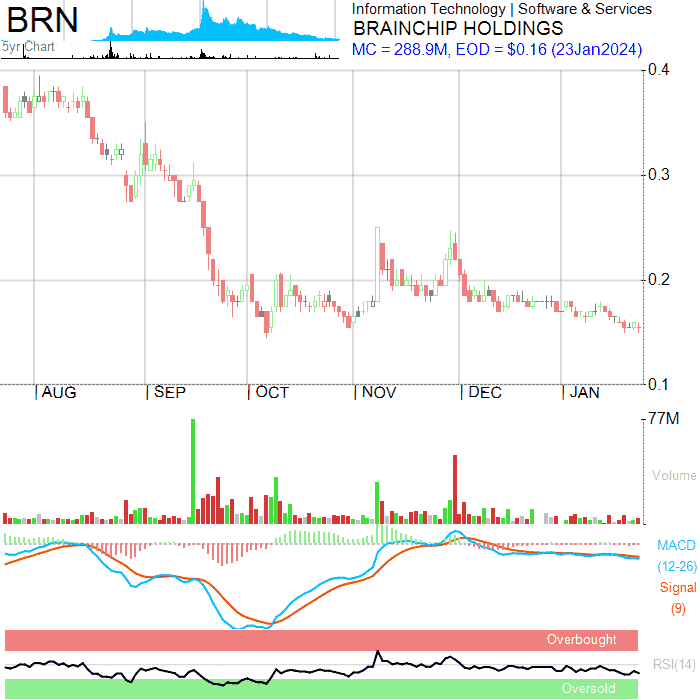 BRN
5yr Chart
Information Technology | Software & Services
BRAINCHIP HOLDINGS
MC = 288.9M, EOD = $0.16 (23Jan2024)
0.4
0.3
0.2
0.1
| AUG | SEP | OCT | NOV | DEC | JAN
77M
Volume
MACD
(12-26)
Signal
(9)
Overbought
RSI(14)
Oversold